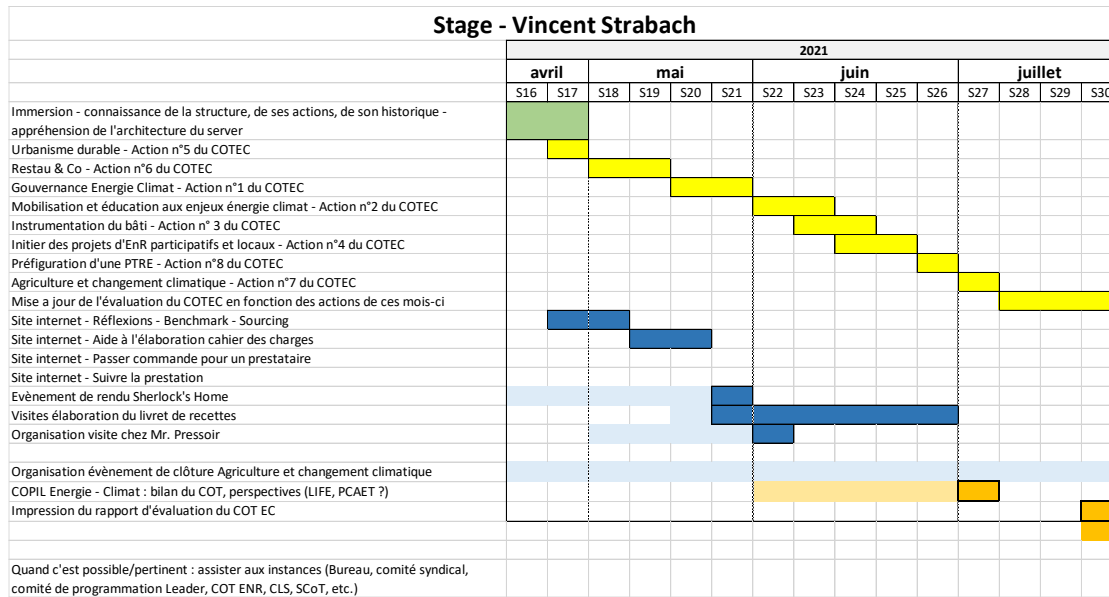 Stage - Vincent Strabach
2021
avril mai juin juillet
S16 S17 S18 S19 S20 S21 S22 S23 S24 S25 S26 S27 S28 S29 S30
Immersion - connaissance de la structure, de ses actions, de son historique -
appréhension de l'architecture du server
Urbanisme durable - Action n°5 du COTEC
Restau & Co - Action n°6 du COTEC
Gouvernance Energie Climat - Action n°1 du COTEC
Mobilisation et éducation aux enjeux énergie climat - Action n°2 du COTEC
Instrumentation du bâti - Action n° 3 du COTEC
Initier des projets d'EnR participatifs et locaux - Action n°4 du COTEC
Préfiguration d'une PTRE - Action n°8 du COTEC
Agriculture et changement climatique - Action n°7 du COTEC
Mise a jour de l'évaluation du COTEC en fonction des actions de ces mois-ci
Site internet - Réflexions - Benchmark - Sourcing
Site internet - Aide à l'élaboration cahier des charges
Site internet - Passer commande pour un prestataire
Site internet - Suivre la prestation
Evènement de rendu Sherlock's Home
Visites élaboration du livret de recettes
Organisation visite chez Mr. Pressoir
Organisation évènement de clôture Agriculture et changement climatique
COPIL Energie - Climat : bilan du COT, perspectives (LIFE, PCAET ?)
Impression du rapport d'évaluation du COT EC
Quand c'est possible/pertinent : assister aux instances (Bureau, comité syndical,
comité de programmation Leader, COT ENR, CLS, SCoT, etc.)